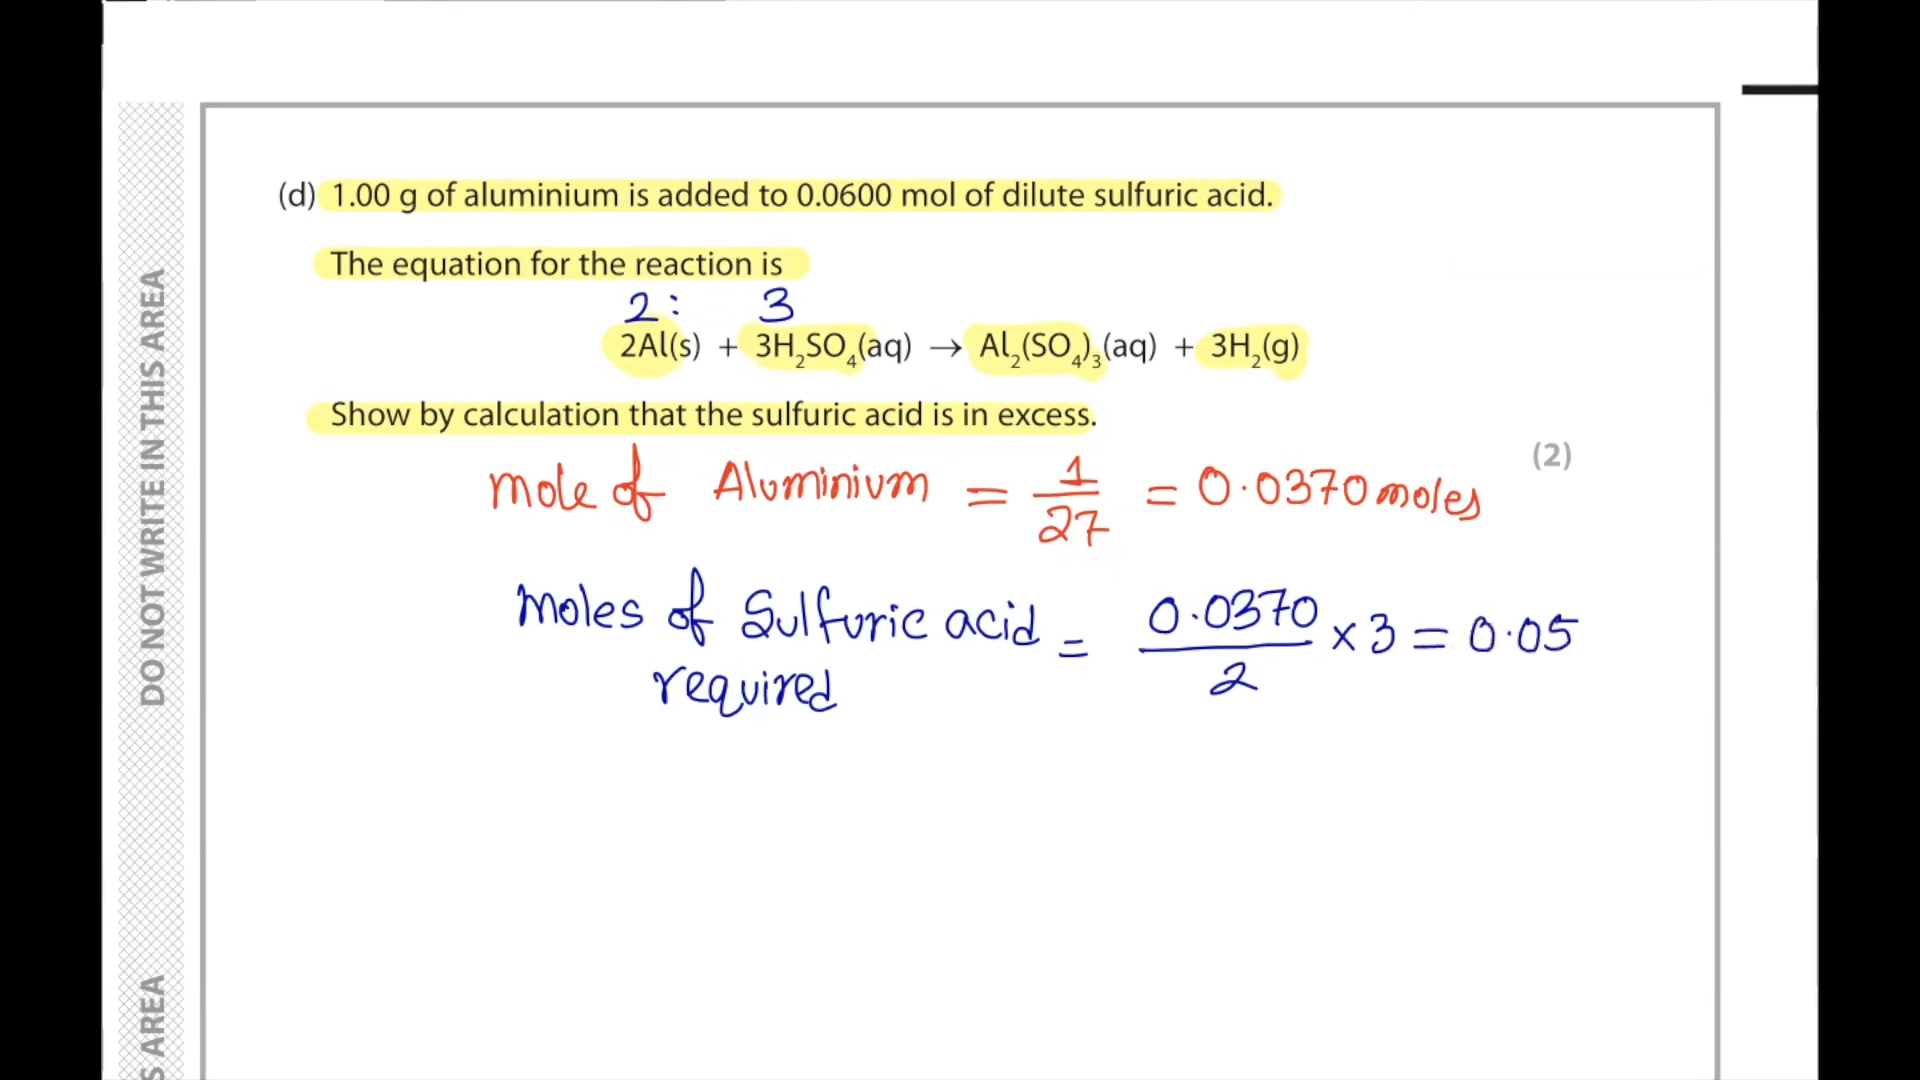 (d) 1.00 g of aluminium is added to 0.0600 mol of dilute sulfuric acid.
The equation for the reaction is
2 : 3
2Al(s) + 3H₂SO₄(aq) → Al₂(SO₄)₃(aq) + 3H₂(g)
Show by calculation that the sulfuric acid is in excess.
(2)
mole of Aluminium = 1/27 = 0.0370 moles
moles of Sulfuric acid required = 0.0370/2 x 3 = 0.05
DO NOT WRITE IN THIS AREA
S AREA